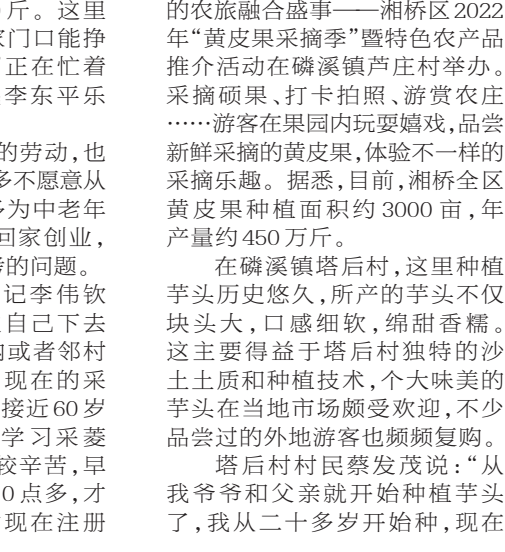 斤。这里
家门口能挣
正在忙着
李东平乐
的劳动，也
多不愿意从
多为中老年
回家创业，
考的问题。
记李伟钦
自己下去
内或者邻村
现在的采
接近60岁
学习采菱
较辛苦，早
0点多，才
现在注册
的农旅融合盛事——湘桥区2022
年“黄皮果采摘季”暨特色农产品
推介活动在磷溪镇芦庄村举办。
采摘硕果、打卡拍照、游赏农庄
……游客在果园内玩耍嬉戏，品尝
新鲜采摘的黄皮果，体验不一样的
采摘乐趣。据悉，目前，湘桥全区
黄皮果种植面积约3000亩，年
产量约450万斤。
在磷溪镇塔后村，这里种植
芋头历史悠久，所产的芋头不仅
块头大，口感细软，绵甜香糯。
这主要得益于塔后村独特的沙
土土质和种植技术，个大味美的
芋头在当地市场颇受欢迎，不少
品尝过的外地游客也频频复购。
塔后村村民蔡发茂说：“从
我爷爷和父亲就开始种植芋头
了，我从二十多岁开始种，现在